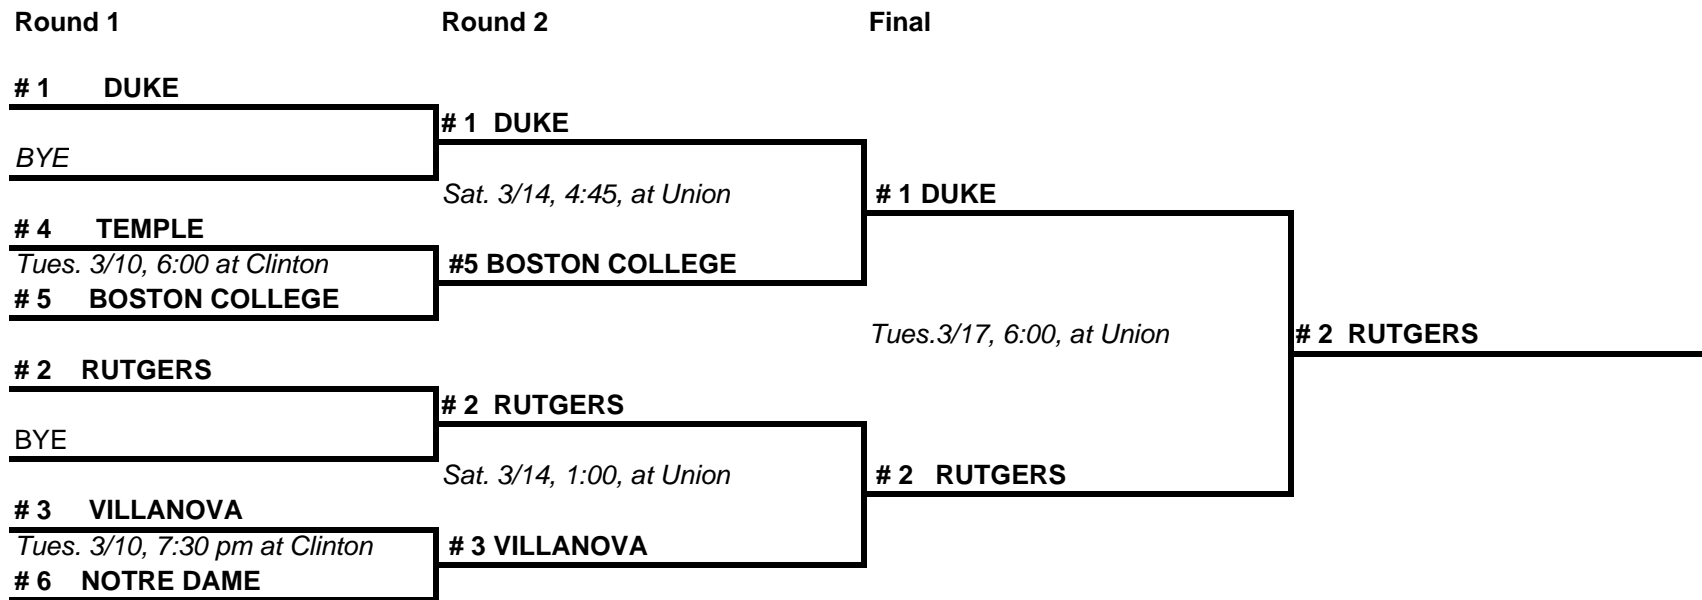 Round 1 Round 2 Final
# 1 DUKE
# 1 DUKE
BYE
Sat. 3/14, 4:45, at Union
# 1 DUKE
# 4 TEMPLE
Tues. 3/10, 6:00 at Clinton
#5 BOSTON COLLEGE
# 5 BOSTON COLLEGE
Tues.3/17, 6:00, at Union
# 2 RUTGERS
# 2 RUTGERS
# 2 RUTGERS
BYE
Sat. 3/14, 1:00, at Union
# 2 RUTGERS
# 3 VILLANOVA
Tues. 3/10, 7:30 pm at Clinton
# 3 VILLANOVA
# 6 NOTRE DAME